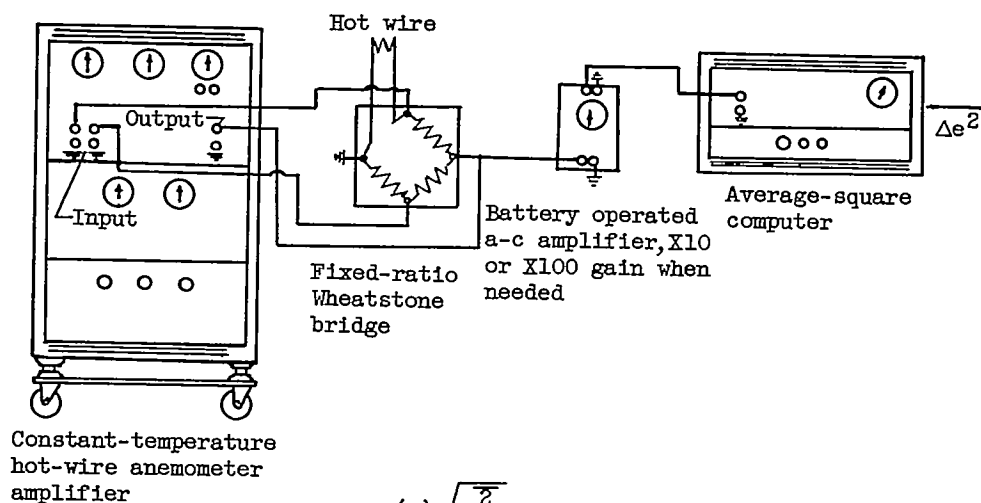 Hot wire
Output
Input
Δe²
Average-square
computer
Battery operated
a-c amplifier, X10
or X100 gain when
needed
Fixed-ratio
Wheatstone
bridge
Constant-temperature
hot-wire anemometer
amplifier